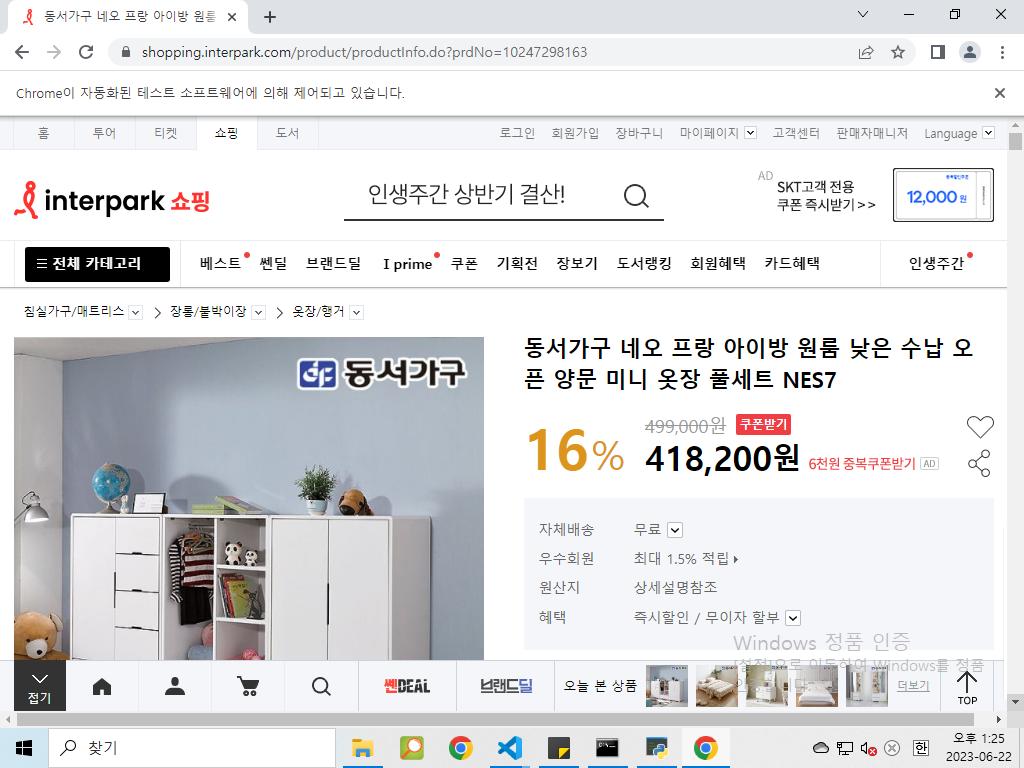 동서가구 네오 프랑 아이방 원룸
shopping.interpark.com/product/productInfo.do?prdNo=10247298163
Chrome이 자동화된 테스트 소프트웨어에 의해 제어되고 있습니다.
홈 투어 티켓 쇼핑 도서 로그인 회원가입 장바구니 마이페이지 고객센터 판매자매니저 Language
interpark 쇼핑 인생주간 상반기 결산! AD SKT고객 전용 쿠폰 즉시받기>> 12,000원
전체 카테고리 베스트 쎈딜 브랜드딜 I prime 쿠폰 기획전 장보기 도서랭킹 회원혜택 카드혜택 인생주간
침실가구/매트리스 장롱/붙박이장 옷장/행거
동서가구
동서가구 네오 프랑 아이방 원룸 낮은 수납 오
픈 양문 미니 옷장 풀세트 NES7
16% 499,000원 쿠폰받기
418,200원 6천원 중복쿠폰받기 AD
자체배송 무료
우수회원 최대 1.5% 적립
원산지 상세설명참조
혜택 즉시할인 / 무이자 할부
Windows 정품 인증
[설정]으로 이동하여 Windows를 정품
접기 쎈DEAL 브랜드딜 오늘 본 상품 더보기 TOP
찾기 한 오후 1:25
2023-06-22